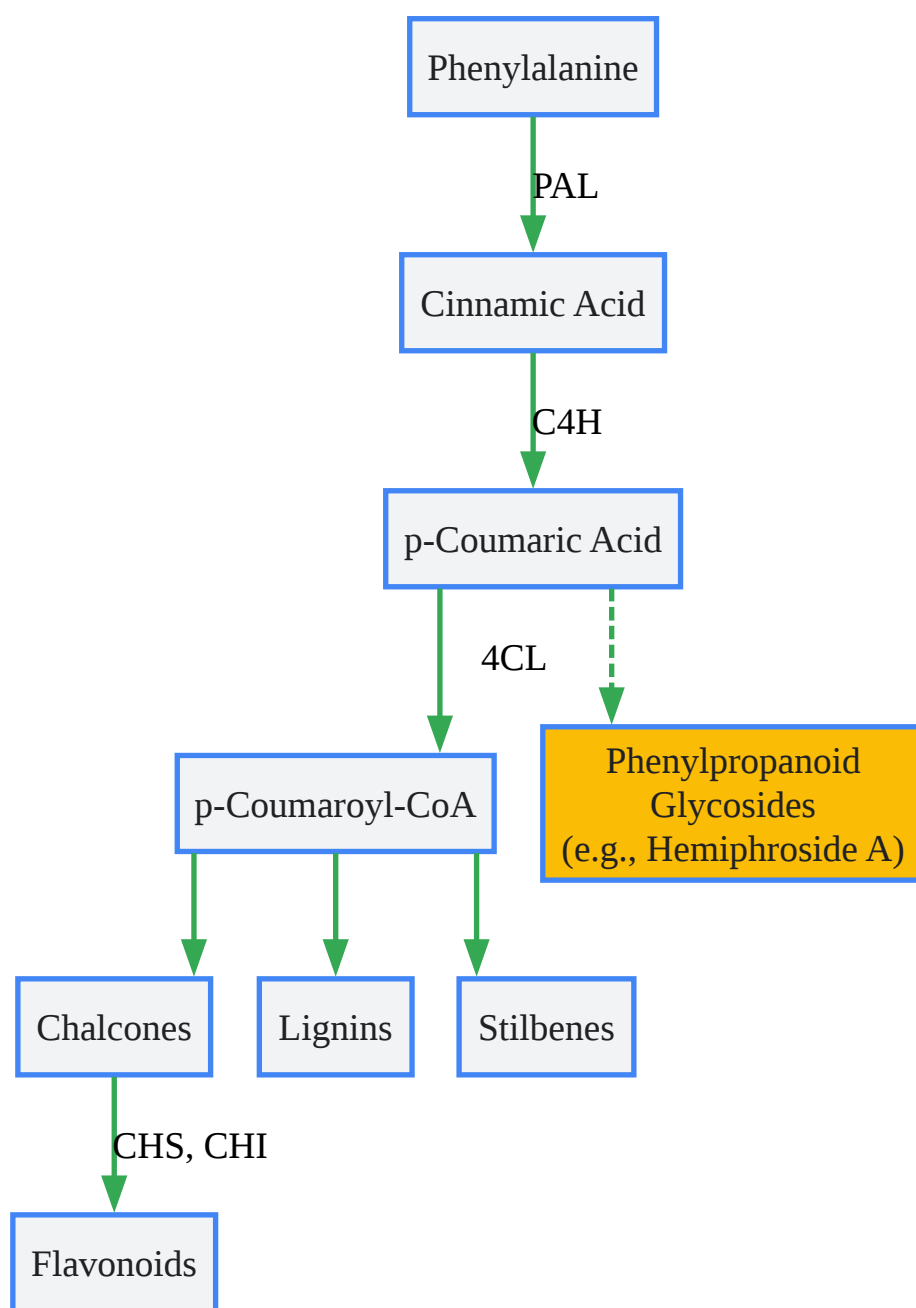 Phenylalanine
PAL
Cinnamic Acid
C4H
p-Coumaric Acid
4CL
Phenylpropanoid
Glycosides
(e.g., Hemiphroside A)
p-Coumaroyl-CoA
Chalcones
Lignins
Stilbenes
CHS, CHI
Flavonoids